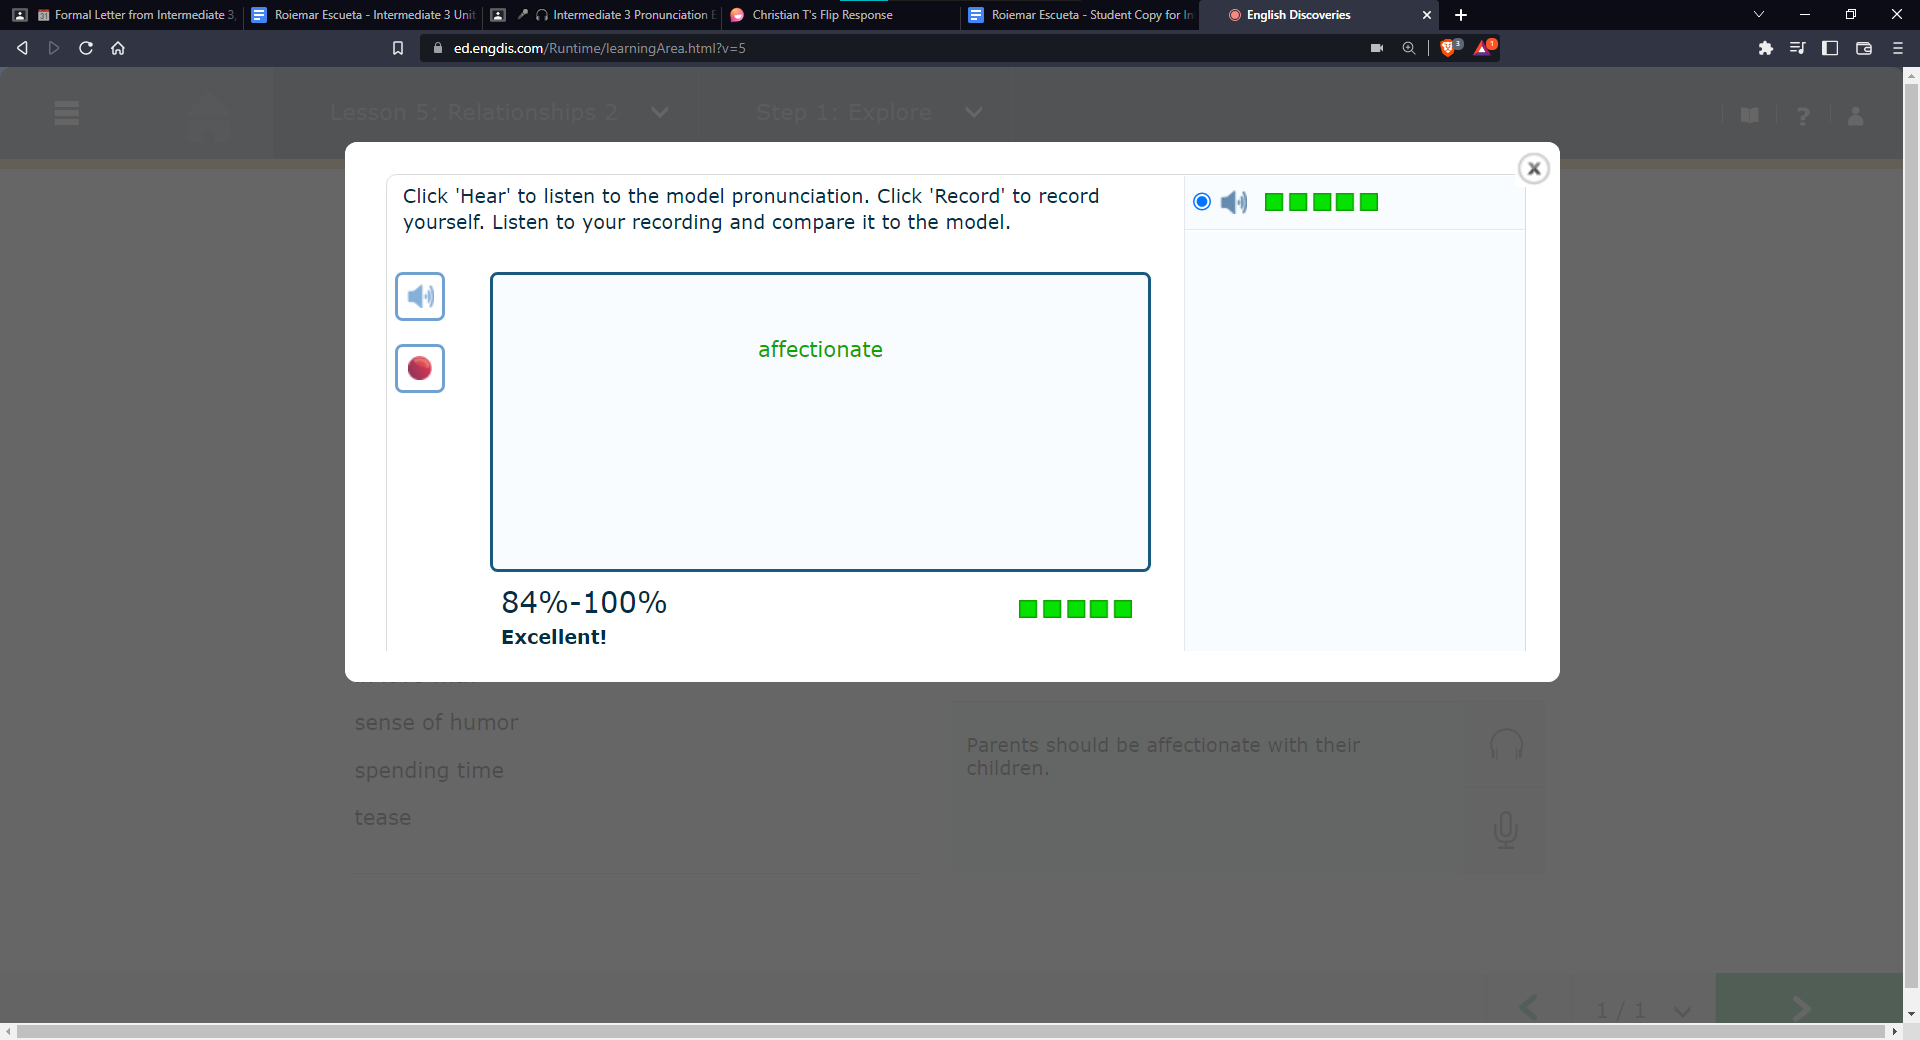 Formal Letter from Intermediate 3,
Roiemar Escueta - Intermediate 3 Unit
Intermediate 3 Pronunciation E
Christian T's Flip Response
Roiemar Escueta - Student Copy for In
English Discoveries
ed.engdis.com/Runtime/learningArea.html?v=5
3
1
Lesson 5: Relationships 2
Step 1: Explore
?
Click 'Hear' to listen to the model pronunciation. Click 'Record' to record
yourself. Listen to your recording and compare it to the model.
affectionate
84%-100%
Excellent!
sense of humor
spending time
tease
Parents should be affectionate with their
children.
1 / 1